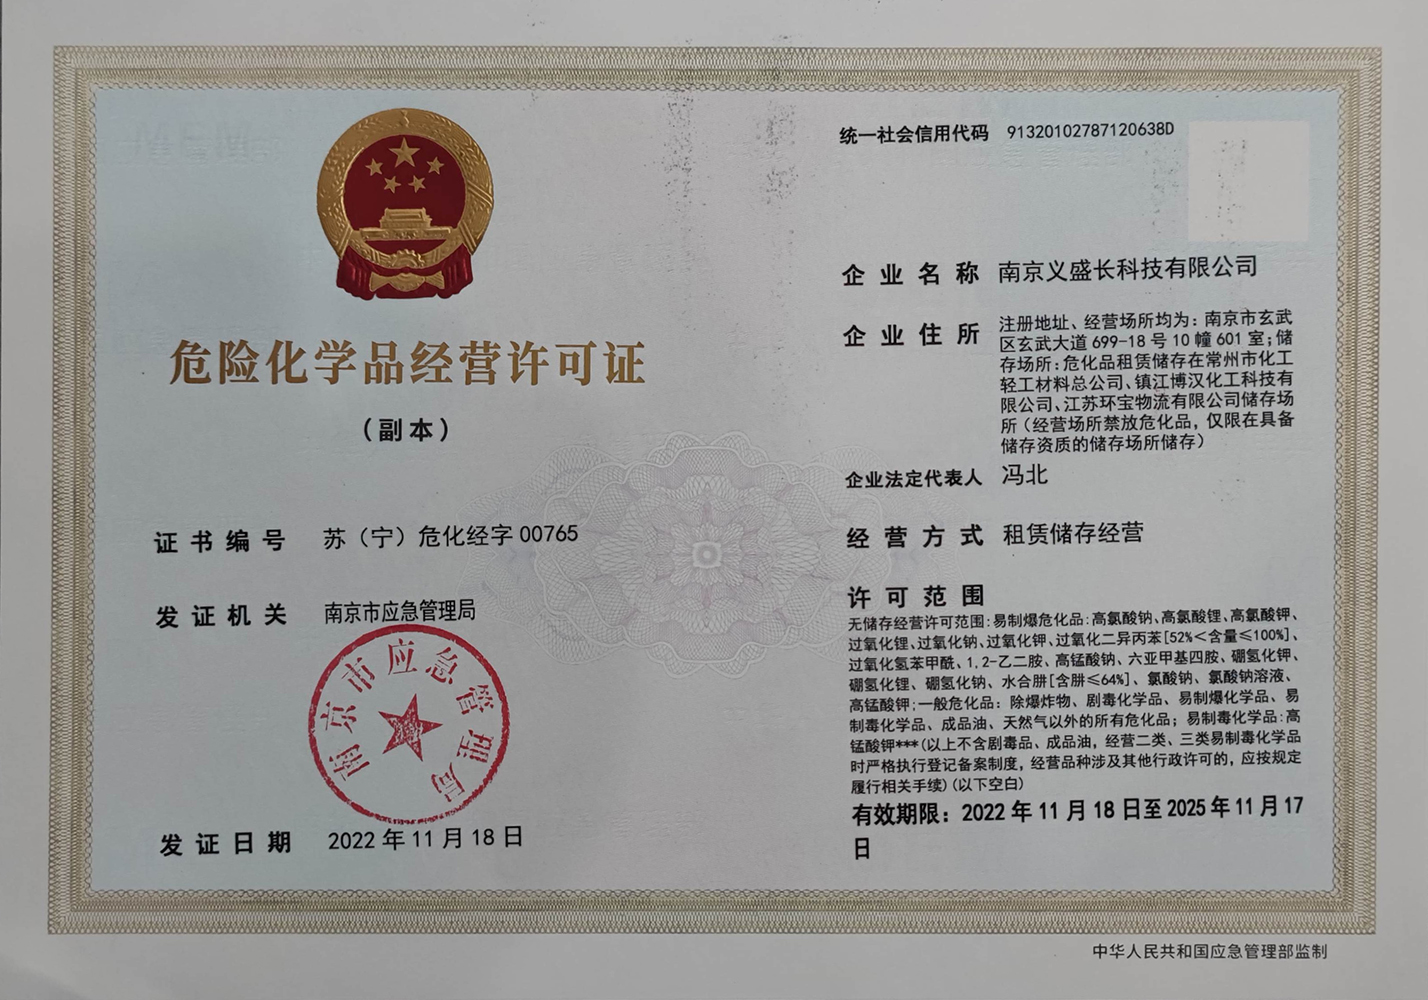 危险化学品经营许可证
（副本）
证书编号 苏（宁）危化经字00765
发证机关 南京市应急管理局
南京市应急管理局
发证日期 2022年11月18日
统一社会信用代码 91320102787120638D
企业名称 南京义盛长科技有限公司
企业住所 注册地址、经营场所均为：南京市玄武
区玄武大道699-18号10幢601室；储
存场所：危化品租赁储存在常州市化工
轻工材料总公司、镇江博汉化工科技有
限公司、江苏环宝物流有限公司储存场
所（经营场所禁放危化品，仅限在具备
储存资质的储存场所储存）
企业法定代表人 冯北
经营方式 租赁储存经营
许可范围
无储存经营许可范围：易制爆危化品：高氯酸钠、高氯酸锂、高氯酸钾、
过氧化锂、过氧化钠、过氧化钾、过氧化二异丙苯[52%＜含量≤100%]、
过氧化氢苯甲酰、1,2-乙二胺、高锰酸钠、六亚甲基四胺、硼氢化钾、
硼氢化锂、硼氢化钠、水合肼[含肼≤64%]、氯酸钠、氯酸钠溶液、
高锰酸钾；一般危化品：除爆炸物、剧毒化学品、易制爆化学品、易
制毒化学品、成品油、天然气以外的所有危化品；易制毒化学品：高
锰酸钾***(以上不含剧毒品、成品油，经营二类、三类易制毒化学品
时严格执行登记备案制度，经营品种涉及其他行政许可的，应按规定
履行相关手续)(以下空白)
有效期限：2022年11月18日至2025年11月17
日
中华人民共和国应急管理部监制